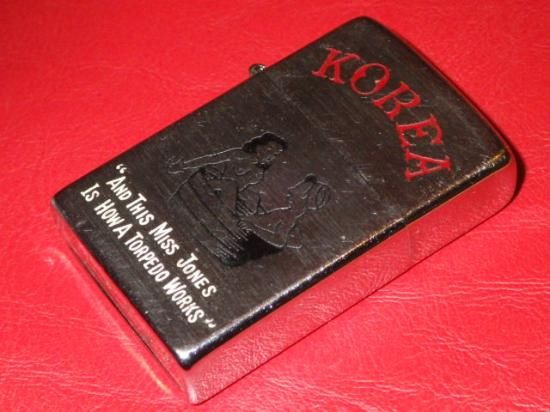 KOREA
"AND THIS MISS JONES
IS HOW A TORPEDO WORKS"